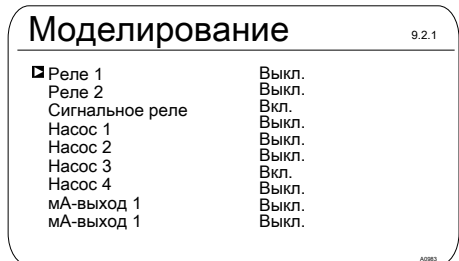 Моделирование
9.2.1
Реле 1
Реле 2
Сигнальное реле
Насос 1
Насос 2
Насос 3
Насос 4
мА-выход 1
мА-выход 1
Выкл.
Выкл.
Вкл.
Выкл.
Выкл.
Выкл.
Вкл.
Выкл.
Выкл.
Выкл.
A0983